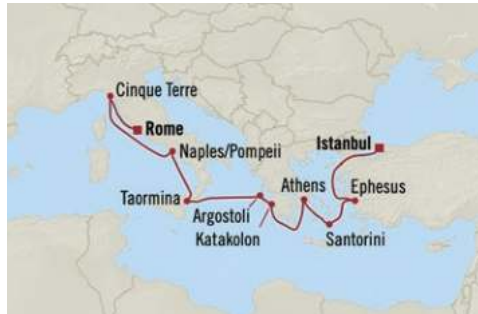 Cinque Terre
Rome
Naples/Pompeii
Istanbul
Taormina
Athens
Ephesus
Argostoli
Katakolon
Santorini